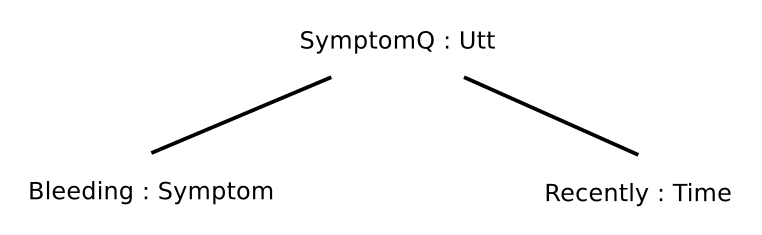 SymptomQ : Utt
Bleeding : Symptom
Recently : Time